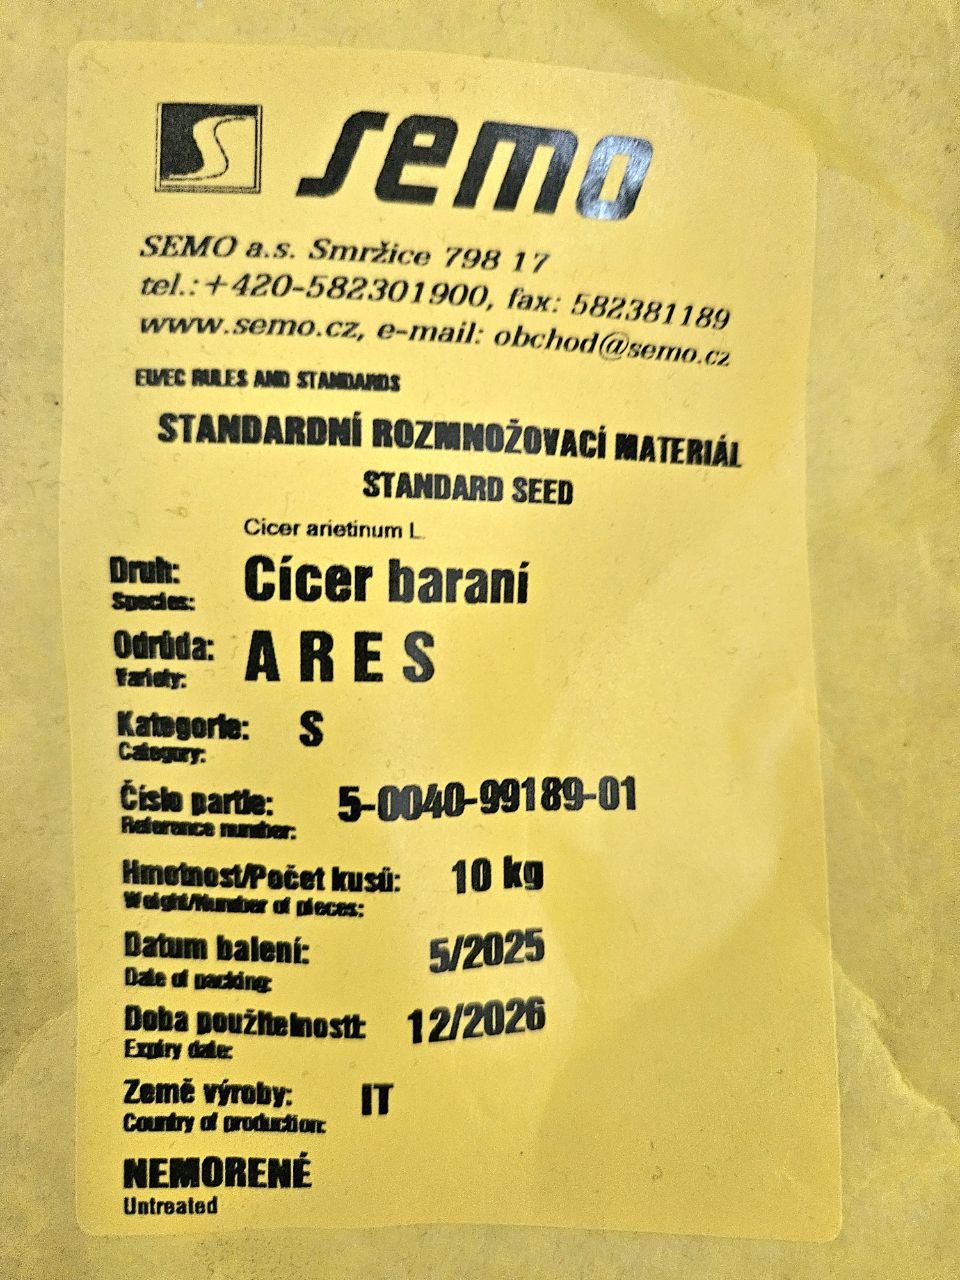 semo
SEMO a.s. Smržice 798 17
tel.:+420-582301900, fax: 582381189
www.semo.cz, e-mail: obchod@semo.cz
EU/EC RULES AND STANDARDS
STANDARDNÍ ROZMNOŽOVACÍ MATERIÁL
STANDARD SEED
Cicer arietinum L.
Druh: Cícer baraní
Species:
Odrůda: ARES
Variety:
Kategorie: S
Category:
Číslo partie: 5-0040-99189-01
Reference number:
Hmotnost/Počet kusů: 10 kg
Weight/Number of pieces:
Datum balení: 5/2025
Date of packing:
Doba použitelnosti: 12/2026
Expiry date:
Země výroby: IT
Country of production:
NEMOŘENÉ
Untreated